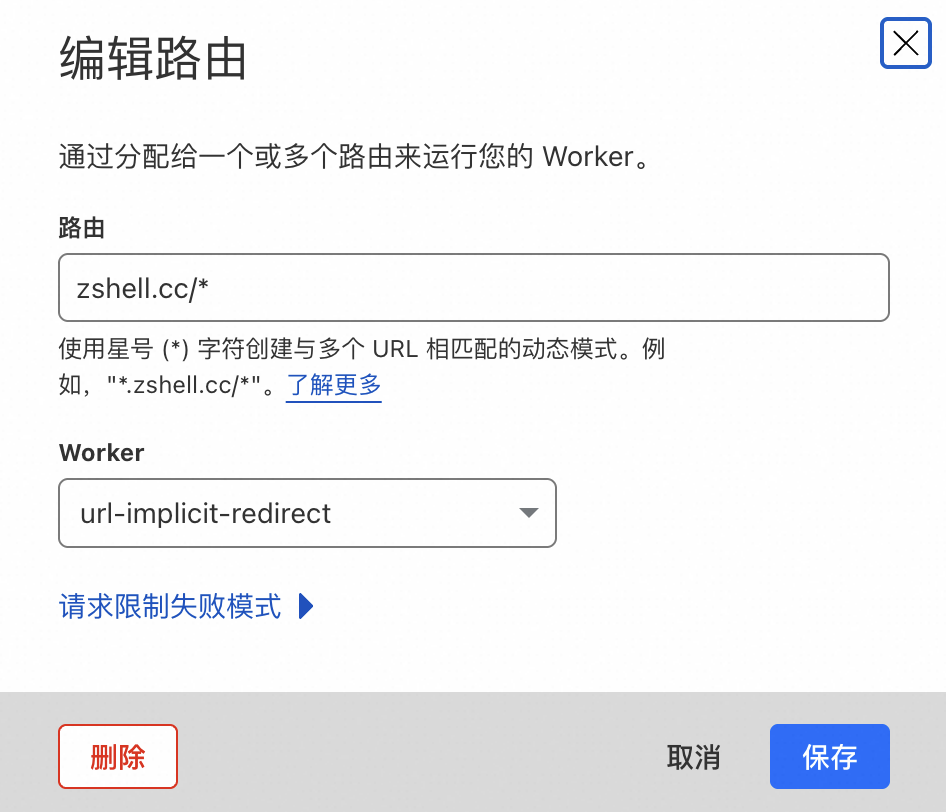 编辑路由
通过分配给一个或多个路由来运行您的 Worker。
路由
zshell.cc/*
使用星号 (*) 字符创建与多个 URL 相匹配的动态模式。例
如，"*.zshell.cc/*"。了解更多
Worker
url-implicit-redirect
请求限制失败模式
删除
取消
保存